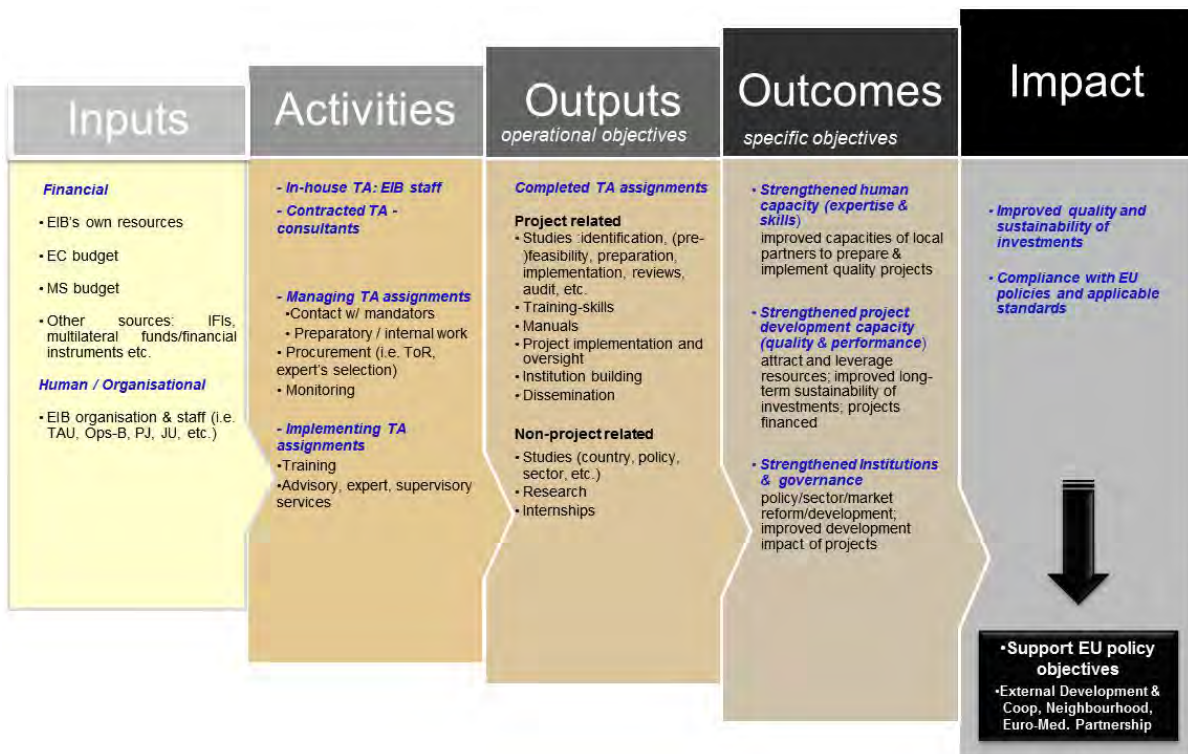 Inputs
Financial
• EIB's own resources
• EC budget
• MS budget
• Other sources: IFIs,
multilateral funds/financial
instruments etc.
Human / Organisational
• EIB organisation & staff (i.e.
TAU, Ops-B, PJ, JU, etc.)
Activities
- In-house TA: EIB staff
- Contracted TA -
consultants
- Managing TA assignments
•Contact w/ mandators
• Preparatory / internal work
• Procurement (i.e. ToR,
expert's selection)
• Monitoring
- Implementing TA
assignments
•Training
•Advisory, expert, supervisory
services
Outputs
operational objectives
Completed TA assignments
Project related
• Studies :identification, (pre-
)feasibility, preparation,
implementation, reviews,
audit, etc.
• Training-skills
• Manuals
• Project implementation and
oversight
• Institution building
• Dissemination
Non-project related
• Studies (country, policy,
sector, etc.)
• Research
• Internships
Outcomes
specific objectives
• Strengthened human
capacity (expertise &
skills)
improved capacities of local
partners to prepare &
implement quality projects
• Strengthened project
development capacity
(quality & performance)
attract and leverage
resources; improved long-
term sustainability of
investments; projects
financed
• Strengthened Institutions
& governance
policy/sector/market
reform/development;
improved development
impact of projects
Impact
• Improved quality and
sustainability of
investments
• Compliance with EU
policies and applicable
standards
•Support EU policy
objectives
•External Development &
Coop, Neighbourhood,
Euro-Med. Partnership